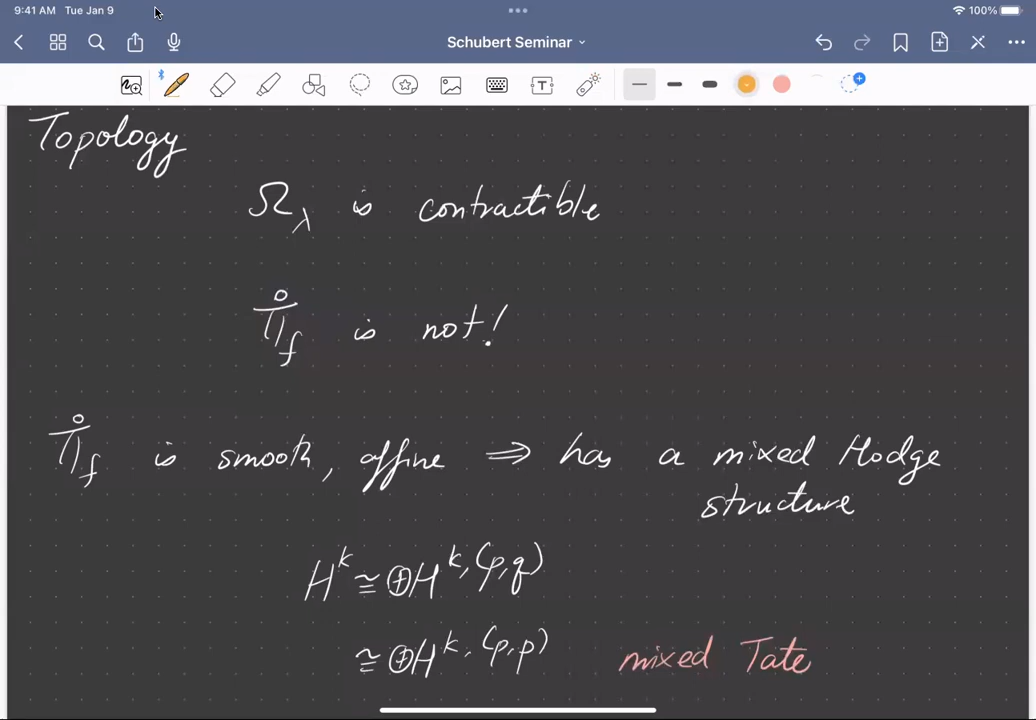 9:41 AM Tue Jan 9
100%
Schubert Seminar
T
Topology
Ω_λ is contractible
Π̊_f is not!
Π̊_f is smooth, affine ⇒ has a mixed Hodge
structure
H^k ≅ ⊕H^{k,(p,q)}
≅ ⊕H^{k,(p,p)} mixed Tate